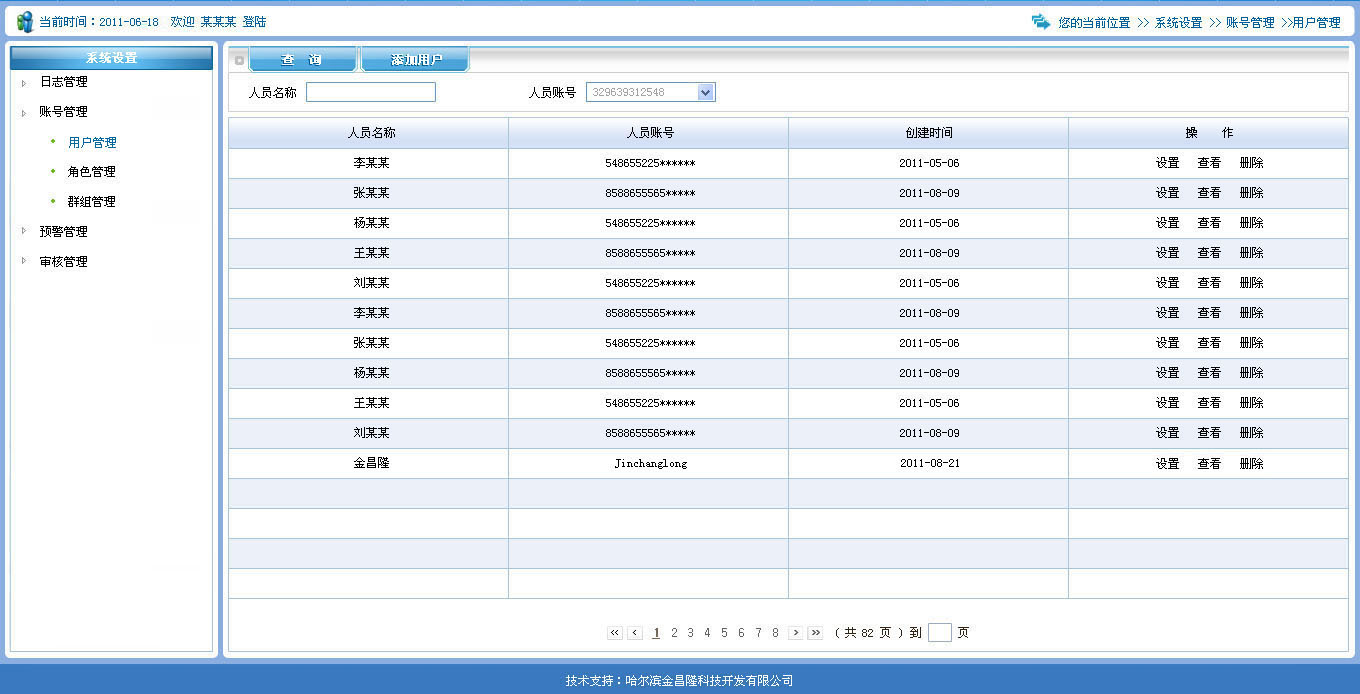 当前时间：2011-06-18 欢迎 某某某 登陆
您的当前位置 >> 系统设置 >> 账号管理 >>用户管理
系统设置
日志管理
账号管理
用户管理
角色管理
群组管理
预警管理
审核管理
查 询 添加用户
人员名称 人员账号 329639312548
人员名称 人员账号 创建时间 操 作
李某某 548655225****** 2011-05-06 设置 查看 删除
张某某 8588655565***** 2011-08-09 设置 查看 删除
杨某某 548655225****** 2011-05-06 设置 查看 删除
王某某 8588655565***** 2011-08-09 设置 查看 删除
刘某某 548655225****** 2011-05-06 设置 查看 删除
李某某 8588655565***** 2011-08-09 设置 查看 删除
张某某 548655225****** 2011-05-06 设置 查看 删除
杨某某 8588655565***** 2011-08-09 设置 查看 删除
王某某 548655225****** 2011-05-06 设置 查看 删除
刘某某 8588655565***** 2011-08-09 设置 查看 删除
金昌隆 Jinchanglong 2011-08-21 设置 查看 删除
<< < 1 2 3 4 5 6 7 8 > >> ( 共 82 页 ) 到 页
技术支持：哈尔滨金昌隆科技开发有限公司